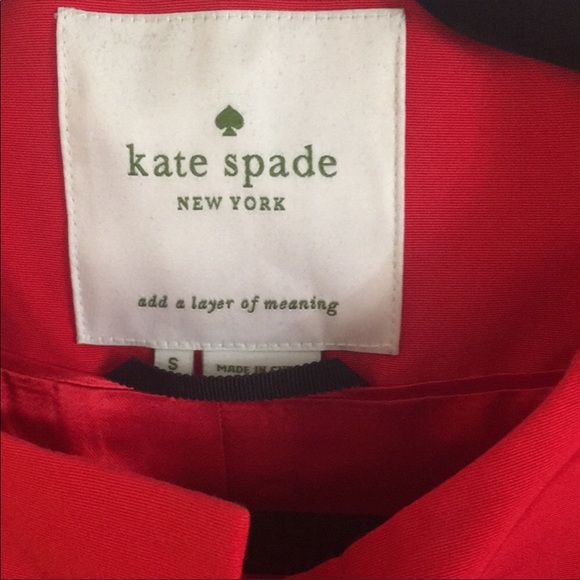 kate spade
NEW YORK
add a layer of meaning
S
MADE IN